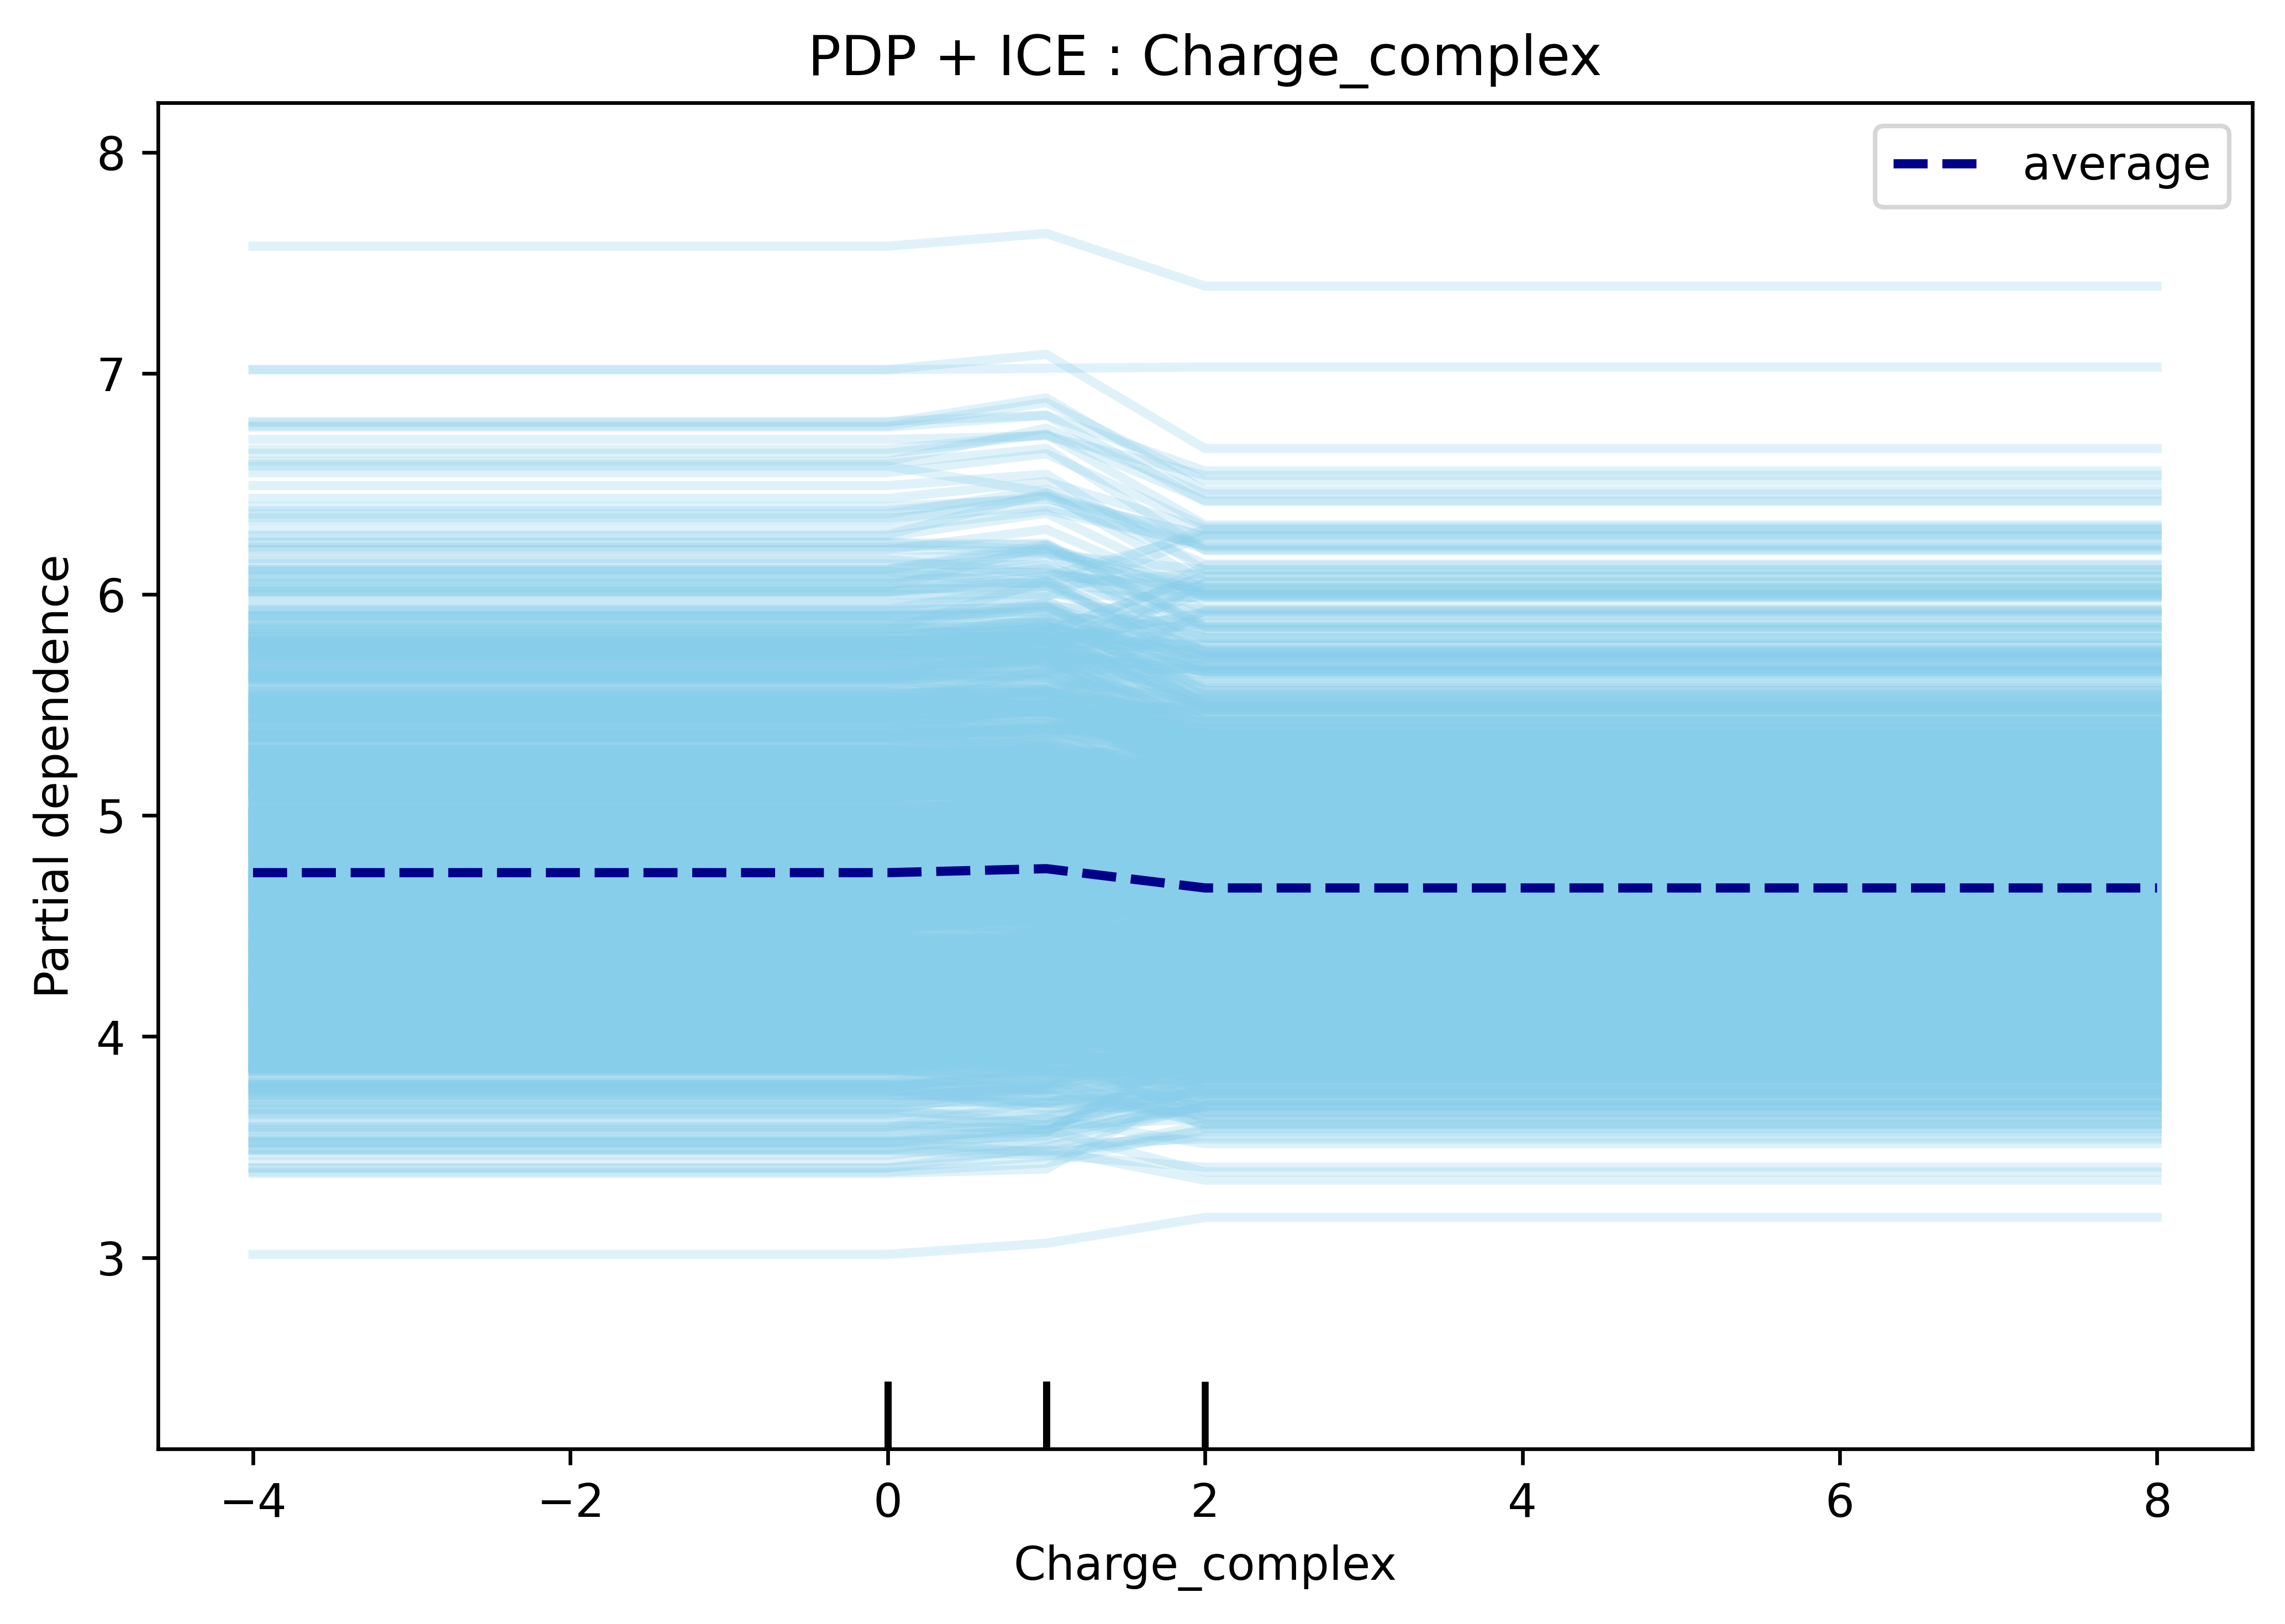 PDP + ICE : Charge_complex
average
Partial dependence
8
7
6
5
4
3
−4 −2 0 2 4 6 8
Charge_complex